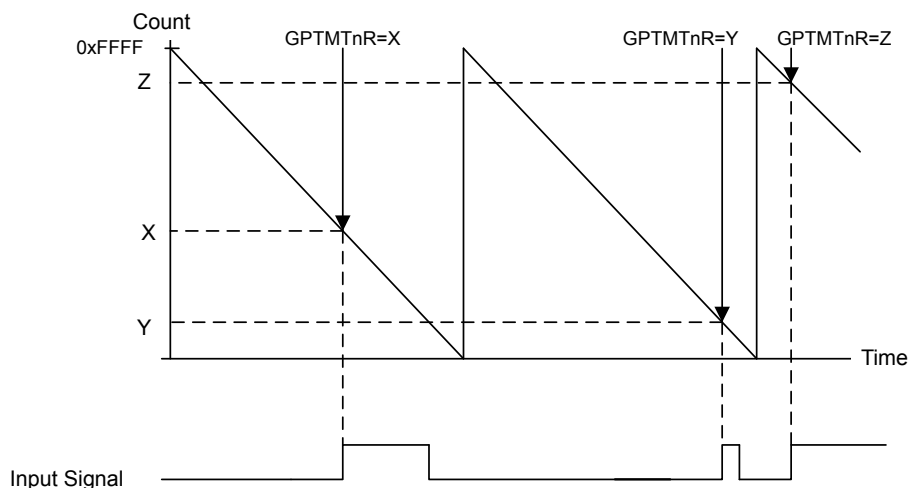 Count
0xFFFF
GPTMTnR=X
GPTMTnR=Y
GPTMTnR=Z
Z
X
Y
Time
Input Signal